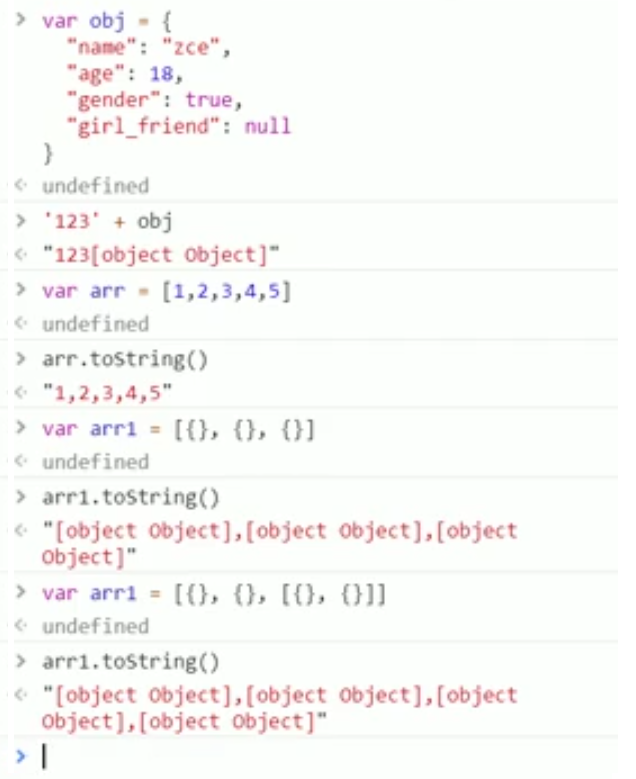 > var obj = {
"name": "zce",
"age": 18,
"gender": true,
"girl_friend": null
}
<· undefined
> '123' + obj
<· "123[object Object]"
> var arr = [1,2,3,4,5]
<· undefined
> arr.toString()
<· "1,2,3,4,5"
> var arr1 = [{}, {}, {}]
<· undefined
> arr1.toString()
<· "[object Object],[object Object],[object
Object]"
> var arr1 = [{}, {}, [{}, {}]]
<· undefined
> arr1.toString()
<· "[object Object],[object Object],[object
Object],[object Object]"
>